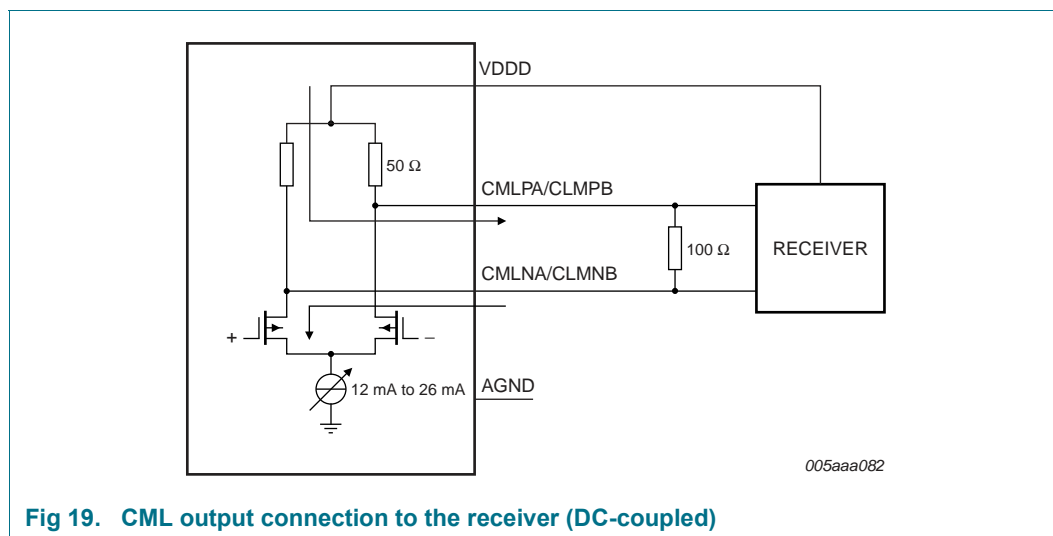 VDDD
50 Ω
CMLPA/CLMPB
100 Ω
RECEIVER
CMLNA/CLMNB
+
−
12 mA to 26 mA
AGND
005aaa082
Fig 19. CML output connection to the receiver (DC-coupled)